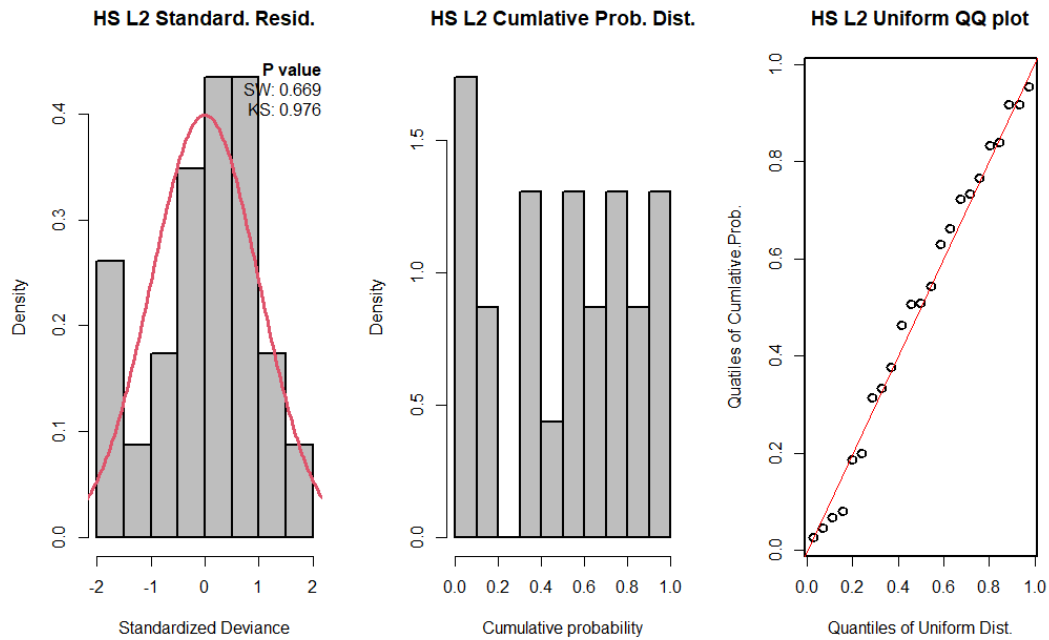 HS L2 Standard. Resid.
P value
SW: 0.669
KS: 0.976
Density
0.0
0.1
0.2
0.3
0.4
-2
-1
0
1
2
Standardized Deviance
HS L2 Cumlative Prob. Dist.
Density
0.0
0.5
1.0
1.5
0.0
0.2
0.4
0.6
0.8
1.0
Cumulative probability
HS L2 Uniform QQ plot
Quatiles of Cumlative.Prob.
0.0
0.2
0.4
0.6
0.8
1.0
0.0
0.2
0.4
0.6
0.8
1.0
Quantiles of Uniform Dist.